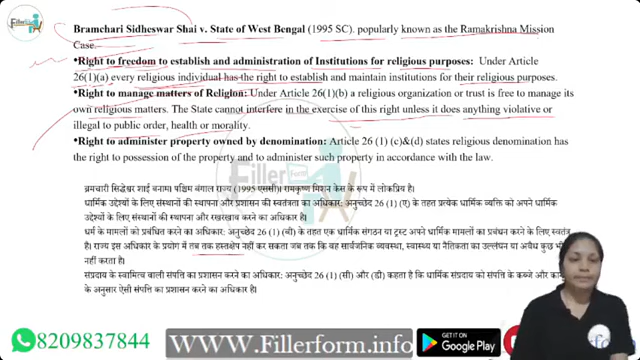 Fillerform
Bramchari Sidheswar Shai v. State of West Bengal (1995 SC). popularly known as the Ramakrishna Mission
Case.
•Right to freedom to establish and administration of Institutions for religious purposes: Under Article
26(1)(a) every religious individual has the right to establish and maintain institutions for their religious purposes.
•Right to manage matters of Religion: Under Article 26(1)(b) a religious organization or trust is free to manage its
own religious matters. The State cannot interfere in the exercise of this right unless it does anything violative or
illegal to public order, health or morality.
•Right to administer property owned by denomination: Article 26 (1) (c)&(d) states religious denomination has
the right to possession of the property and to administer such property in accordance with the law.
ब्रमचारी सिद्धेश्वर शाई बनाम पश्चिम बंगाल राज्य (1995 एससी)। रामकृष्ण मिशन केस के रूप में लोकप्रिय है।
धार्मिक उद्देश्यों के लिए संस्थानों की स्थापना और प्रशासन की स्वतंत्रता का अधिकार: अनुच्छेद 26(1)(ए) के तहत प्रत्येक धार्मिक व्यक्ति को अपने धार्मिक
उद्देश्यों के लिए संस्थानों की स्थापना और रखरखाव करने का अधिकार है।
धर्म के मामलों को प्रबंधित करने का अधिकार: अनुच्छेद 26 (1) (बी) के तहत एक धार्मिक संगठन या ट्रस्ट अपने धार्मिक मामलों का प्रबंधन करने के लिए स्वतंत्र
है। राज्य इस अधिकार के प्रयोग में तब तक हस्तक्षेप नहीं कर सकता जब तक कि वह सार्वजनिक व्यवस्था, स्वास्थ्य या नैतिकता का उल्लंघन या अवैध कुछ भी
नहीं करता है।
संप्रदाय के स्वामित्व वाली संपत्ति का प्रशासन करने का अधिकार: अनुच्छेद 26 (1) (सी) और (डी) कहता है कि धार्मिक संप्रदाय को संपत्ति के कब्जे और
के अनुसार ऐसी संपत्ति का प्रशासन करने का अधिकार है।
8209837844
www.Fillerform.info
GET IT ON
Google Play